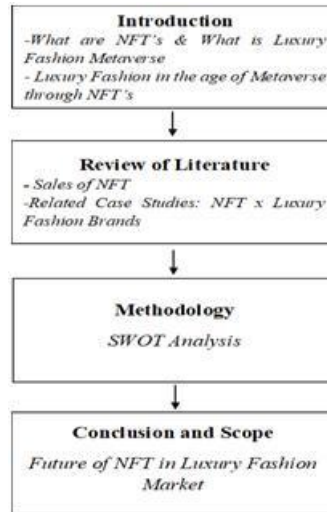 Introduction
-What are NFT's & What is Luxury
Fashion Metaverse
- Luxury Fashion in the age of Metaverse
through NFT's
Review of Literature
- Sales of NFT
-Related Case Studies: NFT x Luxury
Fashion Brands
Methodology
SWOT Analysis
Conclusion and Scope
Future of NFT in Luxury Fashion
Market